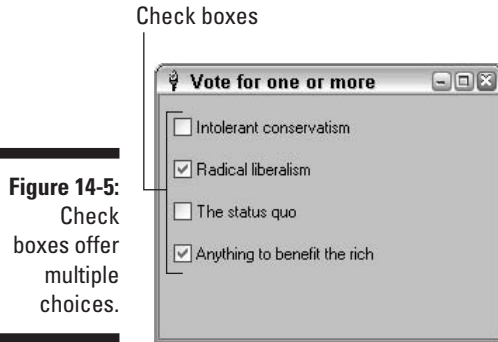 Check boxes
Vote for one or more
Intolerant conservatism
Radical liberalism
The status quo
Anything to benefit the rich
Figure 14-5:
Check
boxes offer
multiple
choices.